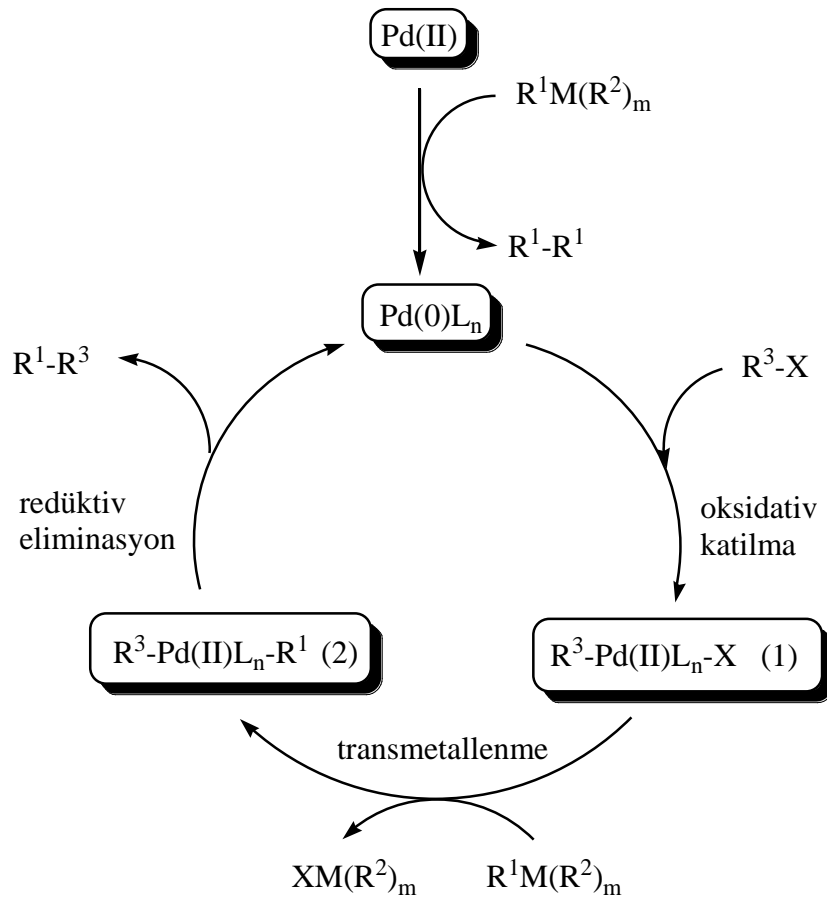 Pd(II)
R¹M(R²)ₘ
R¹-R¹
Pd(0)Lₙ
R¹-R³
R³-X
redüktiv
eliminasyon
oksidativ
katilma
R³-Pd(II)Lₙ-R¹ (2)
R³-Pd(II)Lₙ-X (1)
transmetallenme
XM(R²)ₘ
R¹M(R²)ₘ